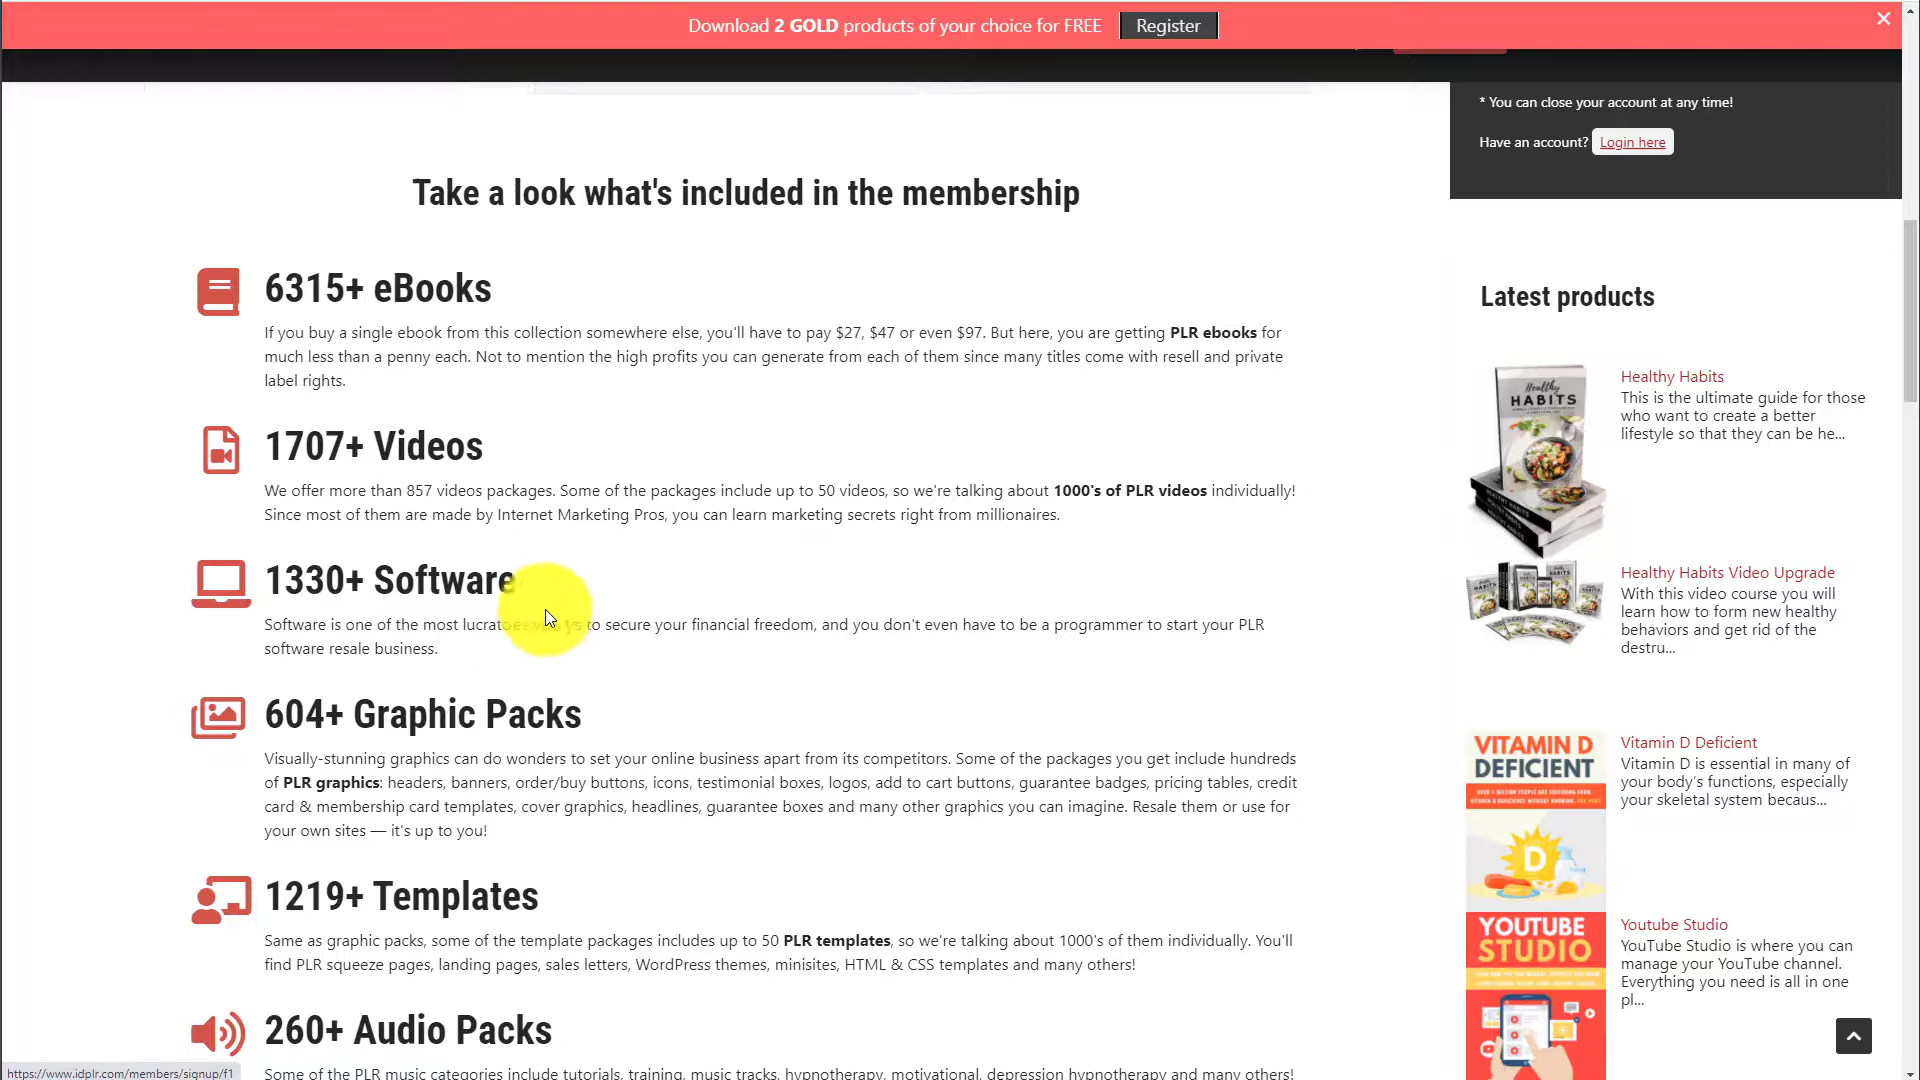 Download 2 GOLD products of your choice for FREE
Register
* You can close your account at any time!
Have an account? Login here
Take a look what's included in the membership
6315+ eBooks
If you buy a single ebook from this collection somewhere else, you'll have to pay $27, $47 or even $97. But here, you are getting PLR ebooks for
much less than a penny each. Not to mention the high profits you can generate from each of them since many titles come with resell and private
label rights.
1707+ Videos
We offer more than 857 videos packages. Some of the packages include up to 50 videos, so we're talking about 1000's of PLR videos individually!
Since most of them are made by Internet Marketing Pros, you can learn marketing secrets right from millionaires.
1330+ Software
Software is one of the most to secure your financial freedom, and you don't even have to be a programmer to start your PLR
software resale business.
604+ Graphic Packs
Visually-stunning graphics can do wonders to set your online business apart from its competitors. Some of the packages you get include hundreds
of PLR graphics: headers, banners, order/buy buttons, icons, testimonial boxes, logos, add to cart buttons, guarantee badges, pricing tables, credit
card & membership card templates, cover graphics, headlines, guarantee boxes and many other graphics you can imagine. Resale them or use for
your own sites — it's up to you!
1219+ Templates
Same as graphic packs, some of the template packages includes up to 50 PLR templates, so we're talking about 1000's of them individually. You'll
find PLR squeeze pages, landing pages, sales letters, WordPress themes, minisites, HTML & CSS templates and many others!
260+ Audio Packs
Some of the PLR music categories include tutorials, training, music tracks, hypnotherapy, motivational, depression hypnotherapy and many others!
https://www.idplr.com/members/signup/f1
Latest products
Healthy
HABITS
Healthy Habits
This is the ultimate guide for those
who want to create a better
lifestyle so that they can be he...
Healthy Habits Video Upgrade
With this video course you will
learn how to form new healthy
behaviors and get rid of the
destru...
VITAMIN D
DEFICIENT
D
Vitamin D Deficient
Vitamin D is essential in many of
your body's functions, especially
your skeletal system becaus...
YOUTUBE
STUDIO
Youtube Studio
YouTube Studio is where you can
manage your YouTube channel.
Everything you need is all in one
pl...